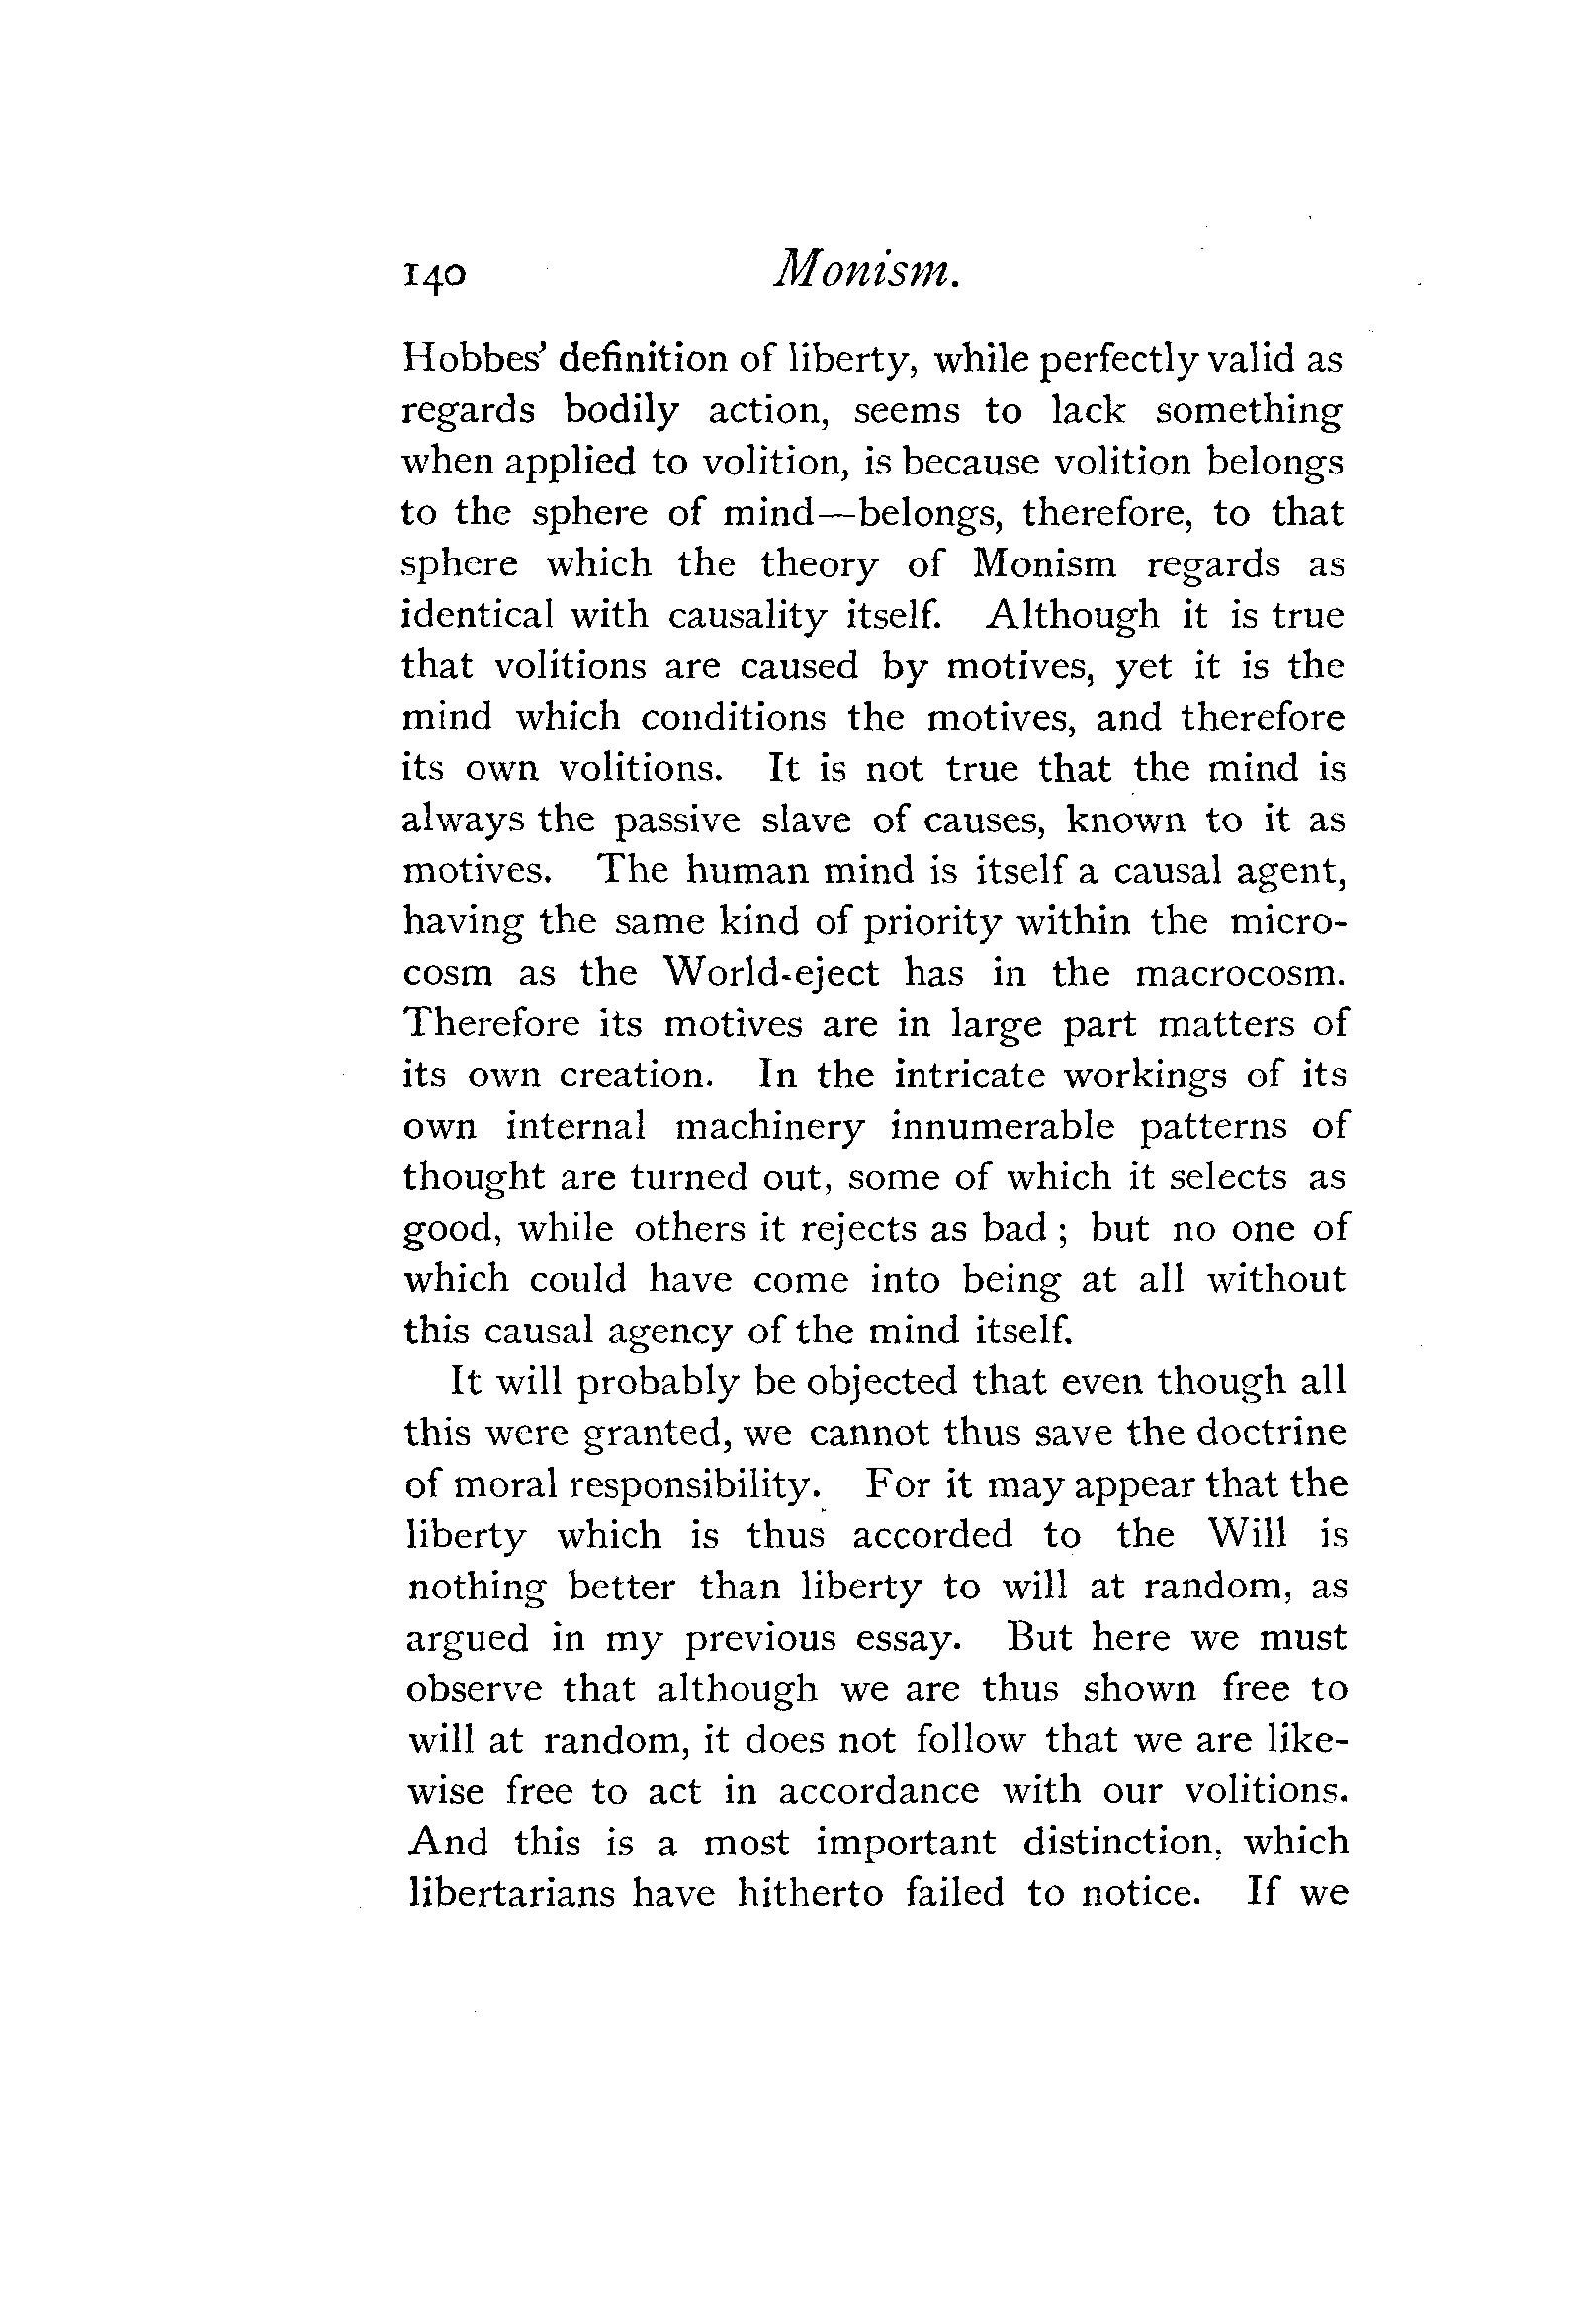 140 Monism.
Hobbes' definition of liberty, while perfectly valid as
regards bodily action, seems to lack something
when applied to volition, is because volition belongs
to the sphere of mind—belongs, therefore, to that
sphere which the theory of Monism regards as
identical with causality itself. Although it is true
that volitions are caused by motives, yet it is the
mind which conditions the motives, and therefore
its own volitions. It is not true that the mind is
always the passive slave of causes, known to it as
motives. The human mind is itself a causal agent,
having the same kind of priority within the micro-
cosm as the World-eject has in the macrocosm.
Therefore its motives are in large part matters of
its own creation. In the intricate workings of its
own internal machinery innumerable patterns of
thought are turned out, some of which it selects as
good, while others it rejects as bad ; but no one of
which could have come into being at all without
this causal agency of the mind itself.
It will probably be objected that even though all
this were granted, we cannot thus save the doctrine
of moral responsibility. For it may appear that the
liberty which is thus accorded to the Will is
nothing better than liberty to will at random, as
argued in my previous essay. But here we must
observe that although we are thus shown free to
will at random, it does not follow that we are like-
wise free to act in accordance with our volitions.
And this is a most important distinction, which
libertarians have hitherto failed to notice. If we